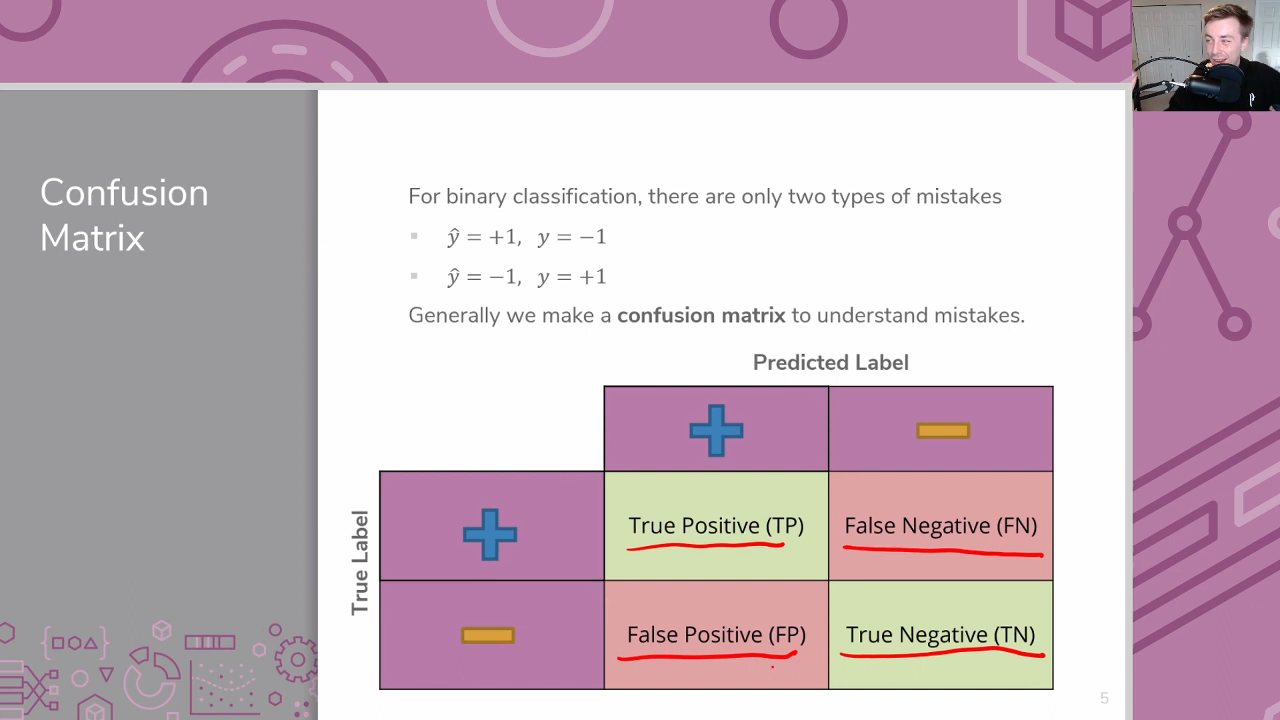 Confusion
Matrix
For binary classification, there are only two types of mistakes
ŷ = +1, y = −1
ŷ = −1, y = +1
Generally we make a confusion matrix to understand mistakes.
Predicted Label
True Label
True Positive (TP)
False Negative (FN)
False Positive (FP)
True Negative (TN)
5